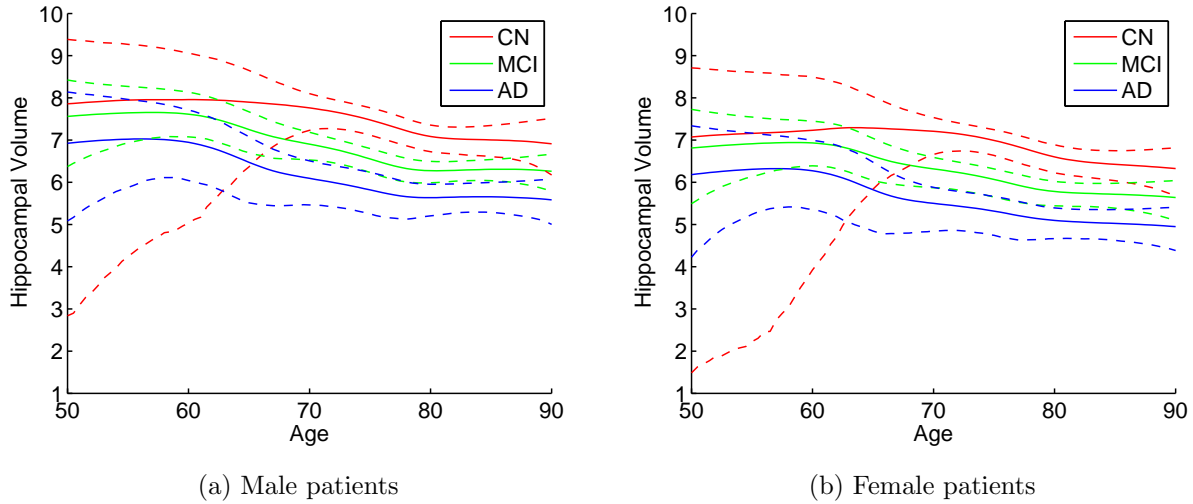 10
9
8
7
6
5
4
3
2
1
Hippocampal Volume
50
60
70
80
90
Age
CN
MCI
AD
(a) Male patients
10
9
8
7
6
5
4
3
2
1
Hippocampal Volume
50
60
70
80
90
Age
CN
MCI
AD
(b) Female patients